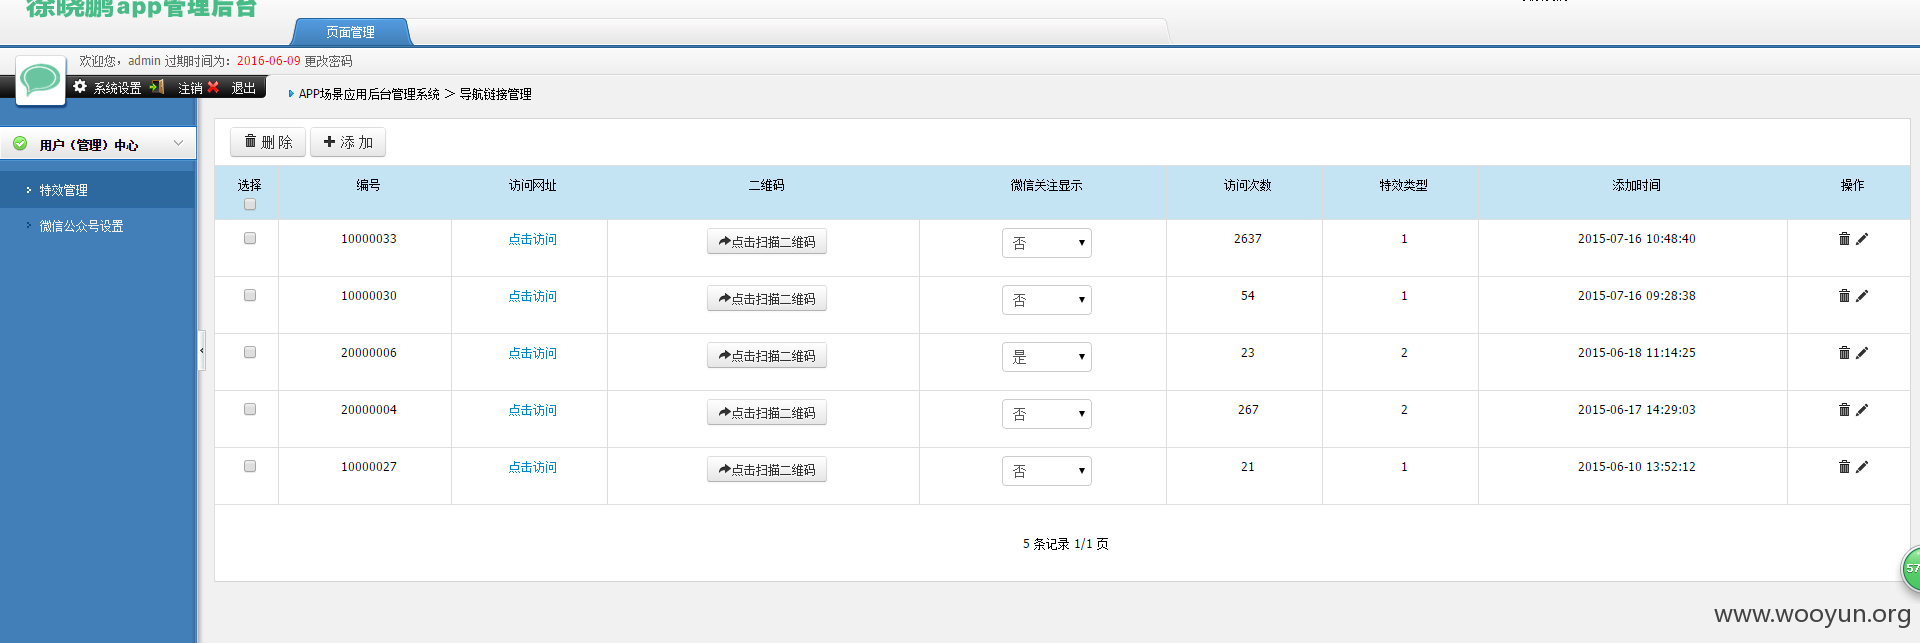 徐晓鹏app管理后台
页面管理
欢迎您，admin 过期时间为：2016-06-09 更改密码
系统设置 注销 退出
APP场景应用后台管理系统 > 导航链接管理
用户（管理）中心
特效管理
微信公众号设置
删 除 添 加
选择 编号 访问网址 二维码 微信关注显示 访问次数 特效类型 添加时间 操作
10000033 点击访问 点击扫描二维码 否 2637 1 2015-07-16 10:48:40
10000030 点击访问 点击扫描二维码 否 54 1 2015-07-16 09:28:38
20000006 点击访问 点击扫描二维码 是 23 2 2015-06-18 11:14:25
20000004 点击访问 点击扫描二维码 否 267 2 2015-06-17 14:29:03
10000027 点击访问 点击扫描二维码 否 21 1 2015-06-10 13:52:12
5 条记录 1/1 页
57
www.wooyun.org